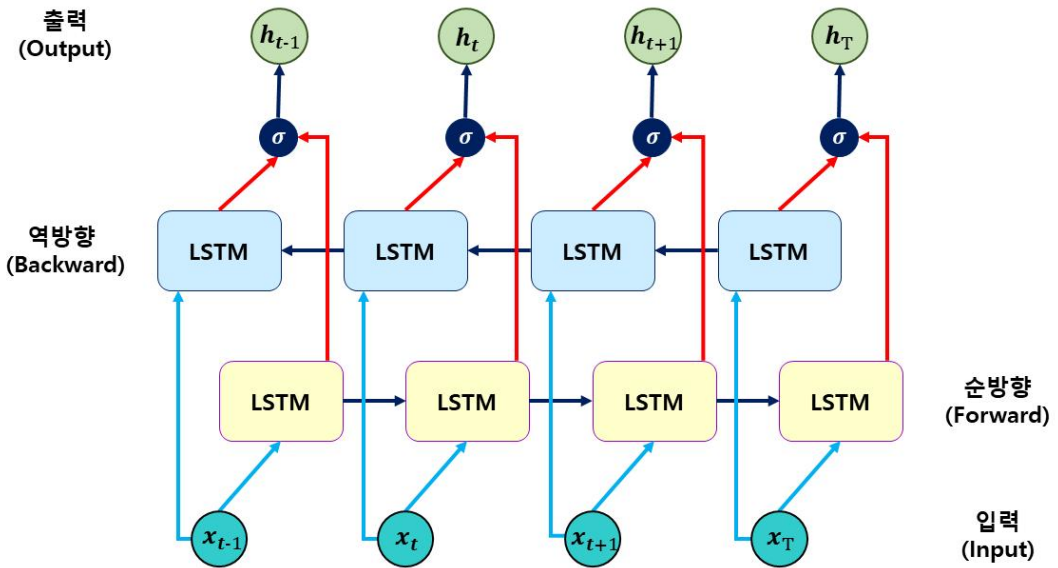 출력
(Output)
h_{t-1} h_t h_{t+1} h_T
σ σ σ σ
역방향
(Backward)
LSTM LSTM LSTM LSTM
LSTM LSTM LSTM LSTM
순방향
(Forward)
x_{t-1} x_t x_{t+1} x_T
입력
(Input)